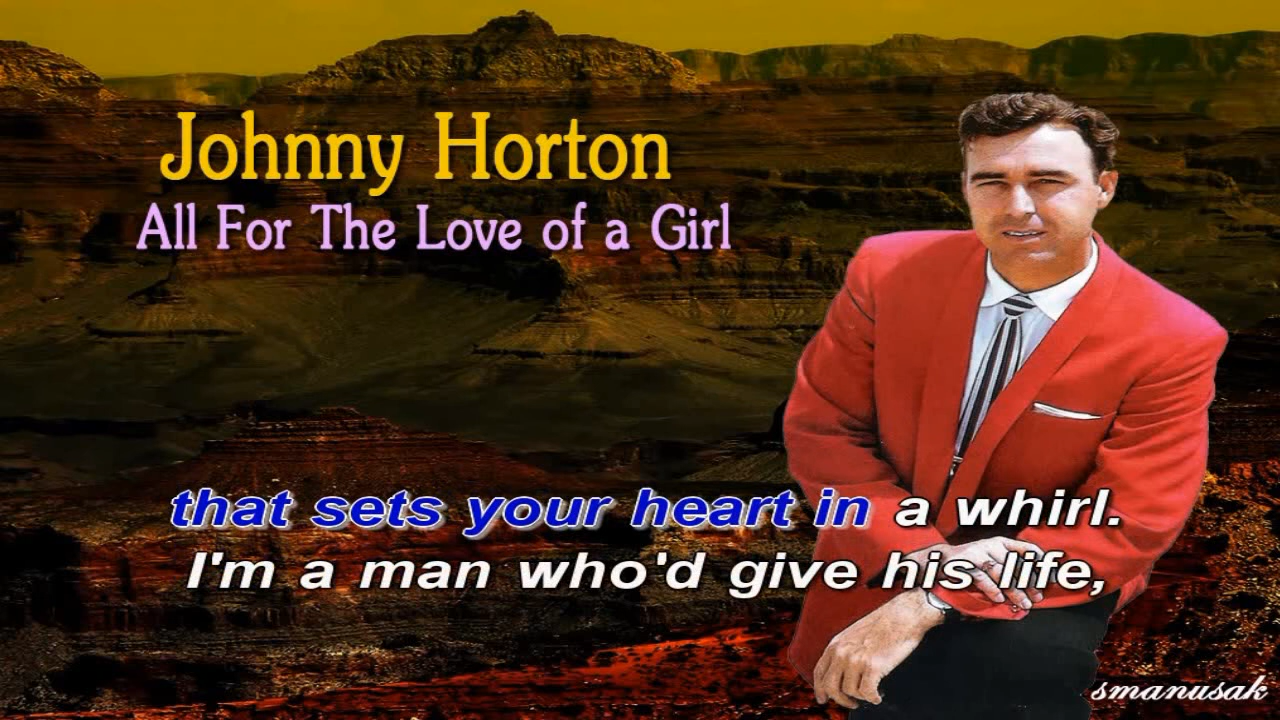 Johnny Horton
All For The Love of a Girl
that sets your heart in a whirl.
I'm a man who'd give his life,
smanusak